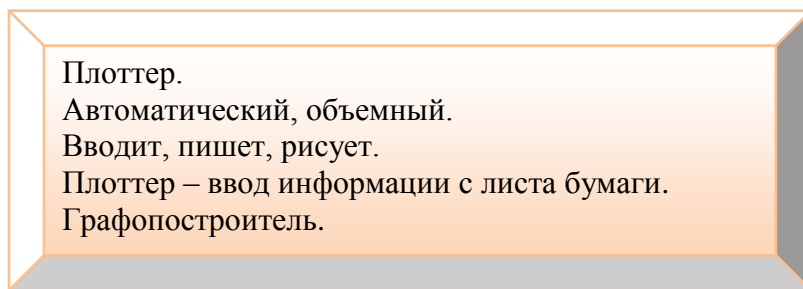 Плоттер.
Автоматический, объемный.
Вводит, пишет, рисует.
Плоттер – ввод информации с листа бумаги.
Графопостроитель.